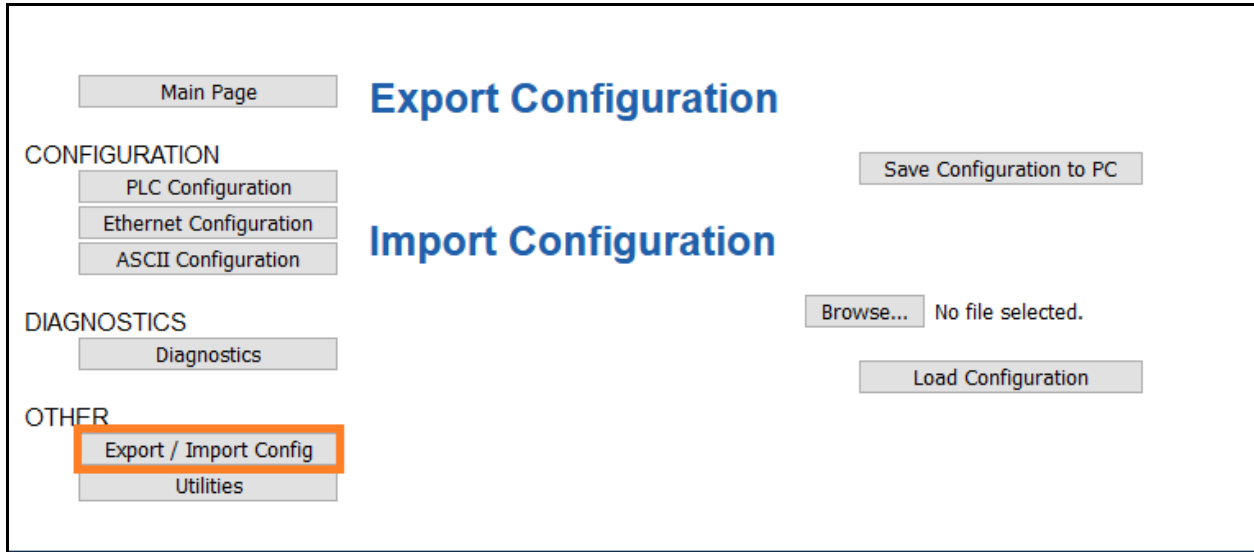 Main Page
Export Configuration
CONFIGURATION
Save Configuration to PC
PLC Configuration
Ethernet Configuration
Import Configuration
ASCII Configuration
Browse... No file selected.
DIAGNOSTICS
Diagnostics
Load Configuration
OTHER
Export / Import Config
Utilities